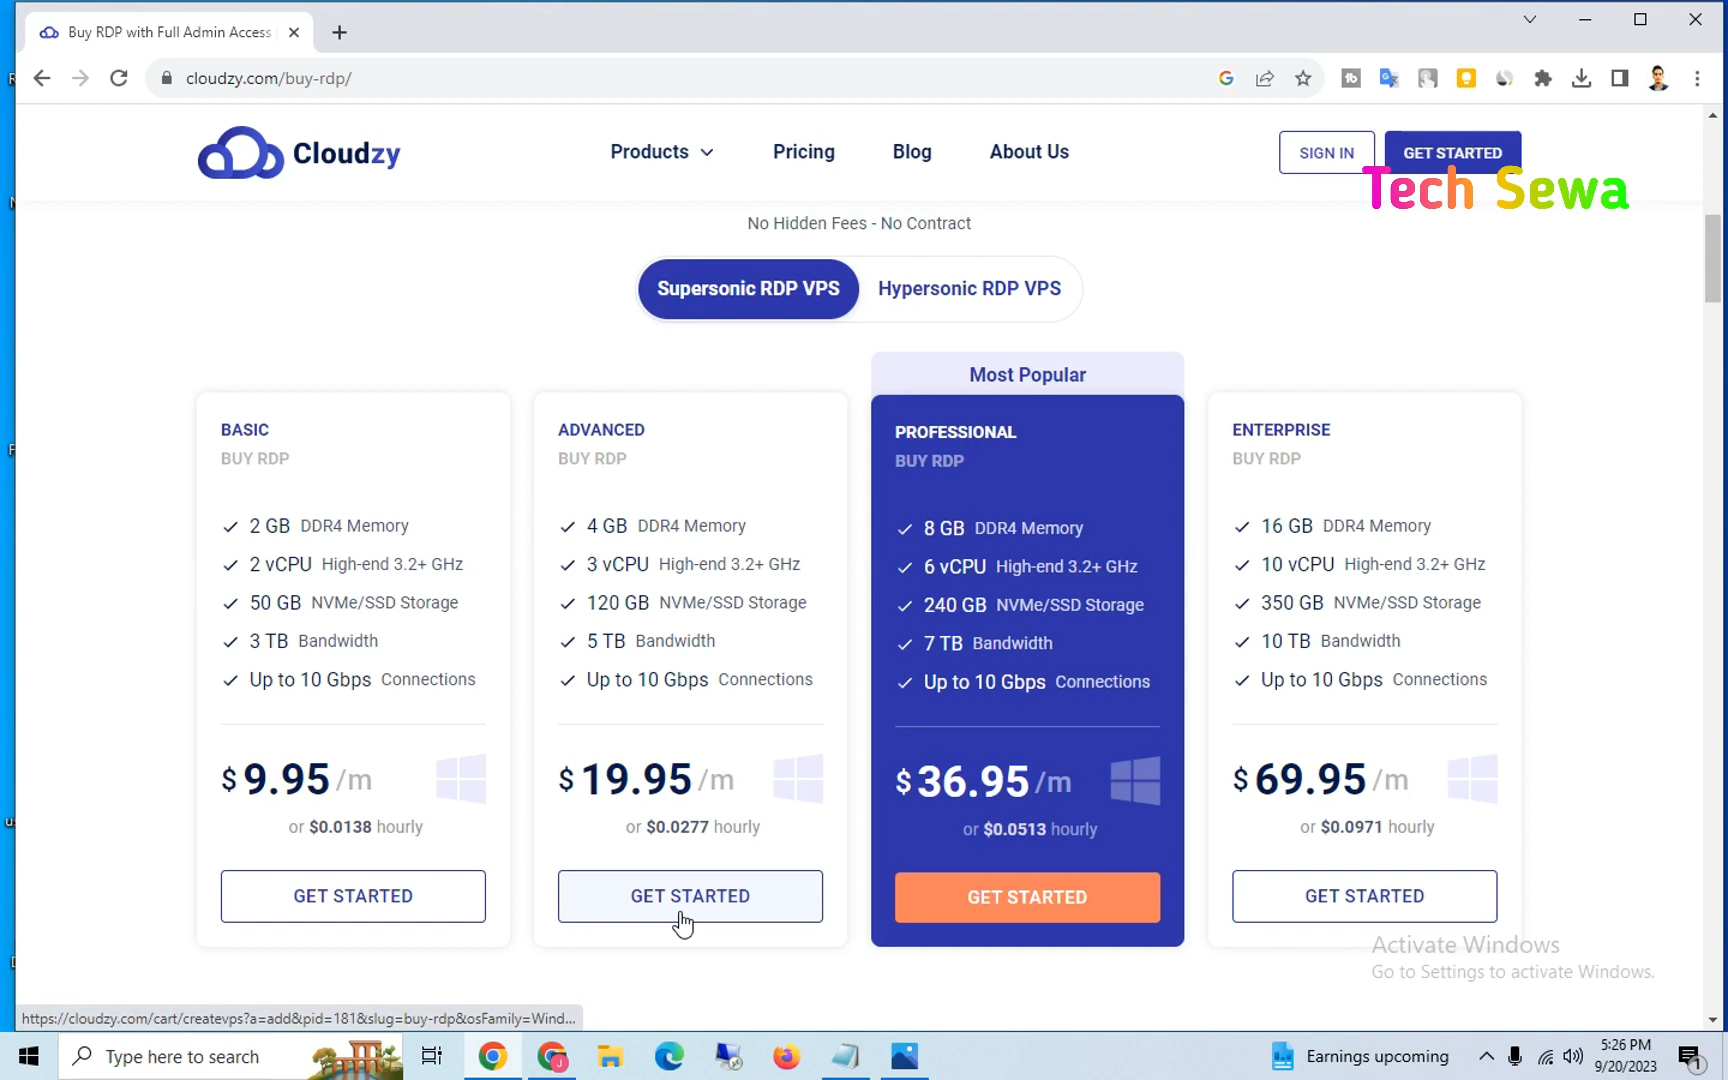 Buy RDP with Full Admin Access
cloudzy.com/buy-rdp/
Cloudzy
Products
Pricing
Blog
About Us
SIGN IN
GET STARTED
Tech Sewa
No Hidden Fees - No Contract
Supersonic RDP VPS
Hypersonic RDP VPS
Most Popular
BASIC
BUY RDP
2 GB DDR4 Memory
2 vCPU High-end 3.2+ GHz
50 GB NVMe/SSD Storage
3 TB Bandwidth
Up to 10 Gbps Connections
$ 9.95 /m
or $0.0138 hourly
GET STARTED
ADVANCED
BUY RDP
4 GB DDR4 Memory
3 vCPU High-end 3.2+ GHz
120 GB NVMe/SSD Storage
5 TB Bandwidth
Up to 10 Gbps Connections
$ 19.95 /m
or $0.0277 hourly
GET STARTED
PROFESSIONAL
BUY RDP
8 GB DDR4 Memory
6 vCPU High-end 3.2+ GHz
240 GB NVMe/SSD Storage
7 TB Bandwidth
Up to 10 Gbps Connections
$ 36.95 /m
or $0.0513 hourly
GET STARTED
ENTERPRISE
BUY RDP
16 GB DDR4 Memory
10 vCPU High-end 3.2+ GHz
350 GB NVMe/SSD Storage
10 TB Bandwidth
Up to 10 Gbps Connections
$ 69.95 /m
or $0.0971 hourly
GET STARTED
Activate Windows
Go to Settings to activate Windows.
https://cloudzy.com/cart/createvps?a=add&pid=181&slug=buy-rdp&osFamily=Wind...
Type here to search
Earnings upcoming
5:26 PM
9/20/2023
1